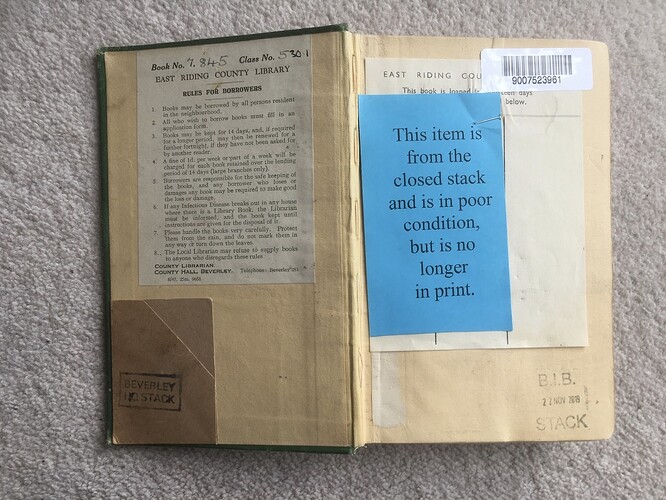 Book No. 7.845 Class No. 530.1
EAST RIDING COUNTY LIBRARY
RULES FOR BORROWERS
1. Books may be borrowed by all persons resident
in the neighbourhood.
2. All who wish to borrow books must fill in an
application form.
3. Books may be kept for 14 days, and, if required
for a longer period, may then be renewed for a
further fortnight, if they have not been asked for
by another reader.
4. A fine of 1d. per week or part of a week will be
charged for each book retained over the lending
period of 14 days (large branches only).
5. Borrowers are responsible for the safe keeping of
the books, and any borrower who loses or
damages any book may be required to make good
the loss or damage.
6. If any Infectious Disease breaks out in any house
where there is a Library Book, the Librarian
must be informed, and the book kept until
instructions are given for the disposal of it.
7. Please handle the books very carefully. Protect
them from the rain, and do not mark them in
any way or turn down the leaves.
8. The Local Librarian may refuse to supply books
to anyone who disregards these rules.
COUNTY LIBRARIAN.
COUNTY HALL, BEVERLEY. Telephone: Beverley
BEVERLEY
STACK
9007523961
EAST RIDING
This book is
days
below.
This item is
from the
closed stack
and is in poor
condition,
but is no
longer
in print.
B.I.B.
22 NOV
STACK